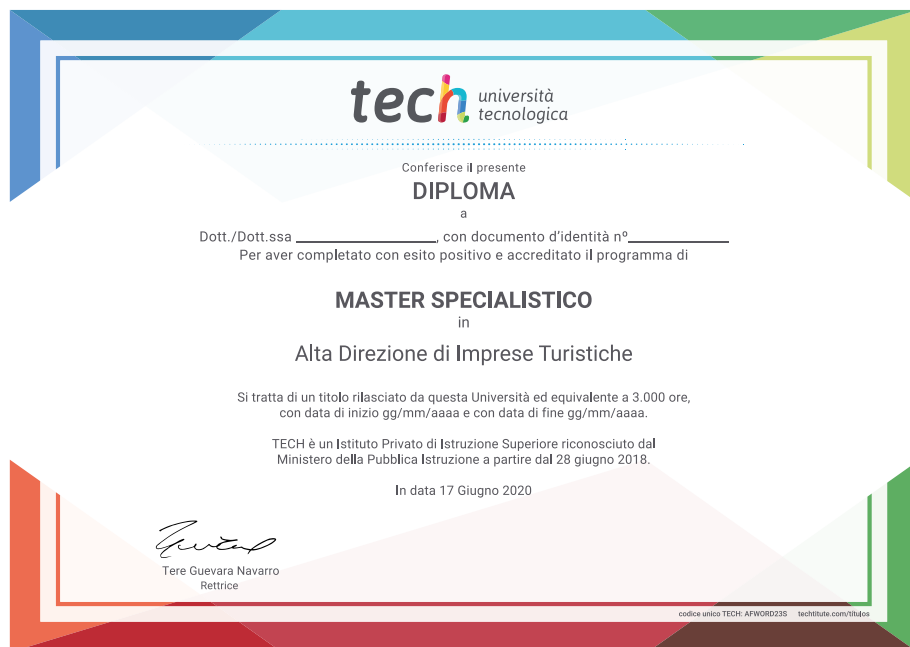 tech università
tecnologica
Conferisce il presente
DIPLOMA
a
Dott./Dott.ssa ________________, con documento d'identità nº____________
Per aver completato con esito positivo e accreditato il programma di
MASTER SPECIALISTICO
in
Alta Direzione di Imprese Turistiche
Si tratta di un titolo rilasciato da questa Università ed equivalente a 3.000 ore,
con data di inizio gg/mm/aaaa e con data di fine gg/mm/aaaa.
TECH è un Istituto Privato di Istruzione Superiore riconosciuto dal
Ministero della Pubblica Istruzione a partire dal 28 giugno 2018.
In data 17 Giugno 2020
Tere Guevara Navarro
Rettrice
codice unico TECH: AFWORD23S techtitute.com/títulos